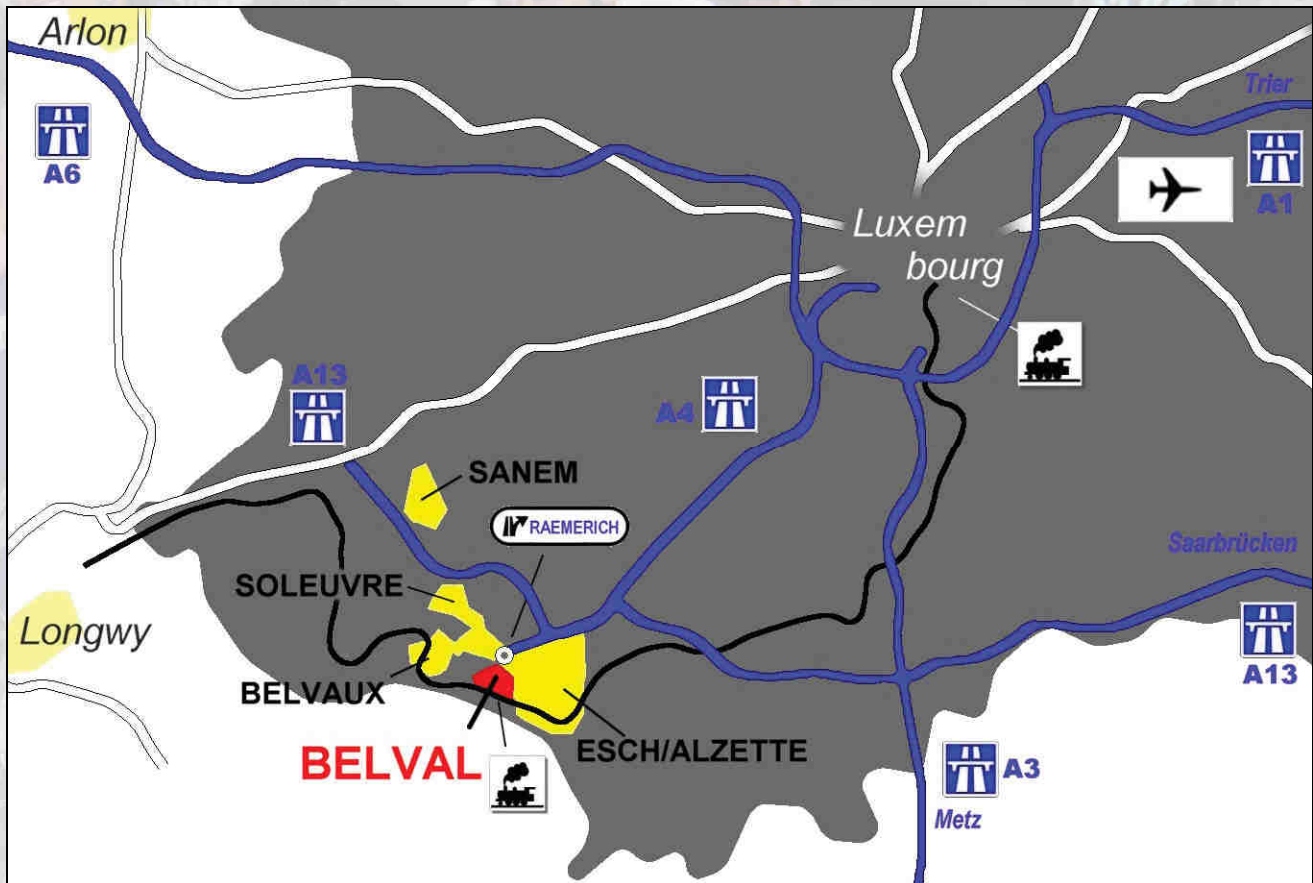 Arlon
Trier
A6
A1
Luxem
bourg
A13
A4
SANEM
RAEMERICH
Saarbrücken
SOLEUVRE
Longwy
A13
BELVAUX
ESCH/ALZETTE
BELVAL
A3
Metz